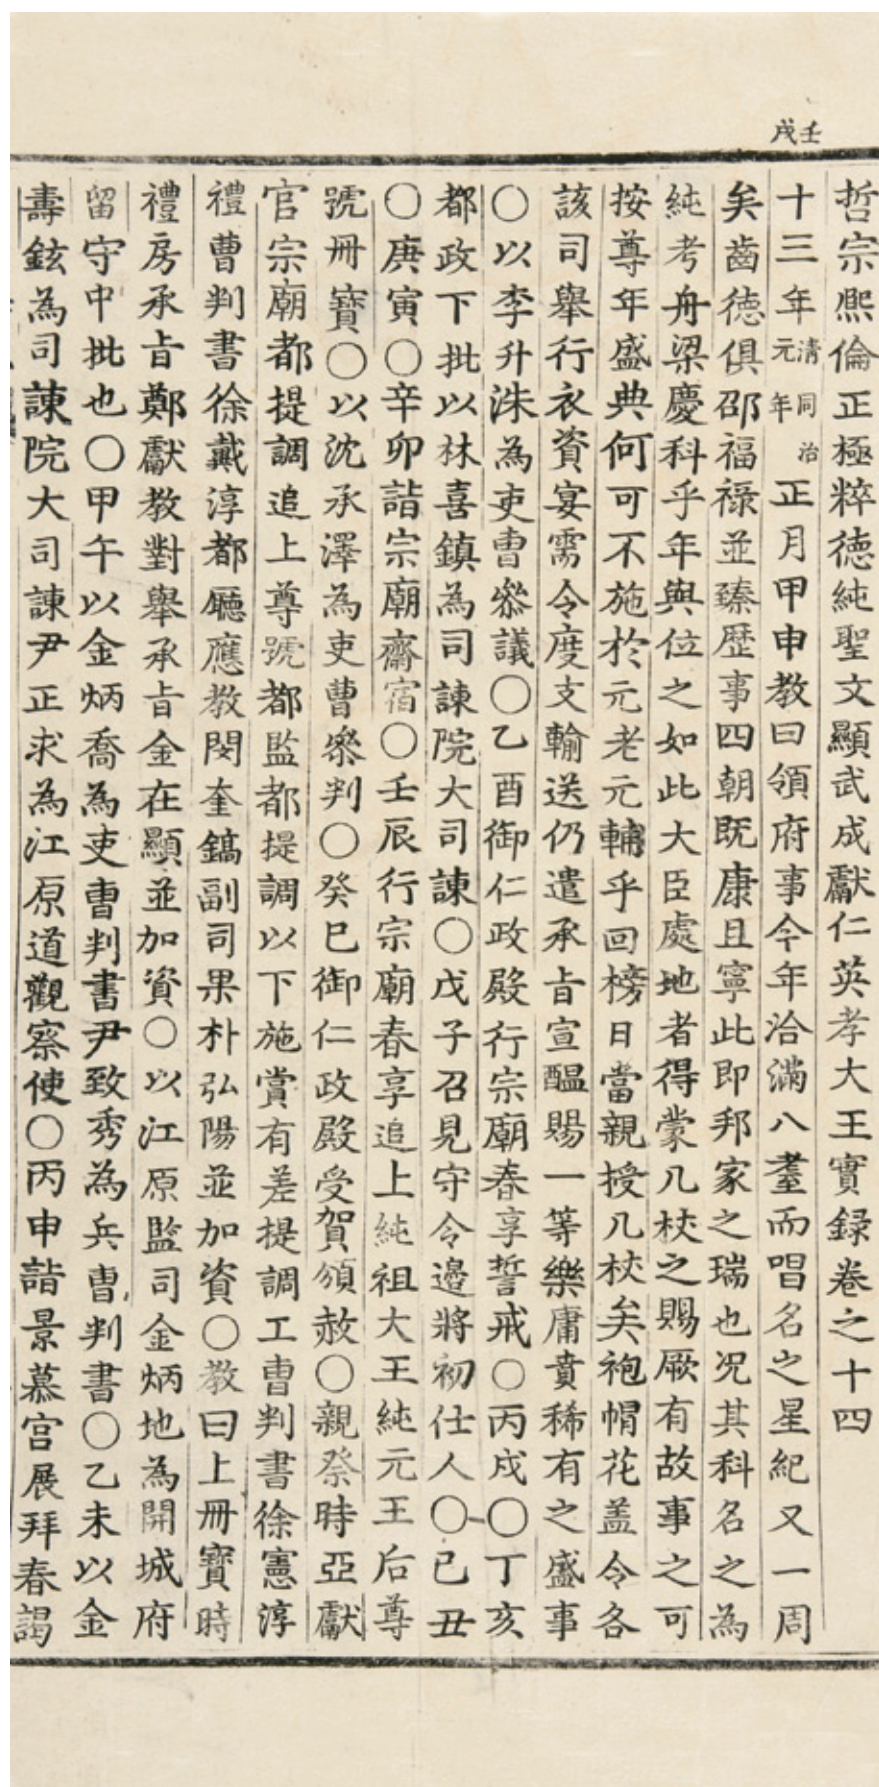 壬戌
哲宗熙倫正極粹德純聖文顯武成獻仁英孝大王實録卷之十四
十三年清同治元年正月甲申教曰領府事今年洽滿八耋而唱名之星紀又一周
矣齒德俱邵福祿並臻歷事四朝既康且寧此即邦家之瑞也况其科名之為
純考舟梁慶科乎年與位之如此大臣處地者得蒙几杖之賜厥有故事之可
按尊年盛典何可不施於元老元輔乎回榜日當親授几杖矣袍帽花盖令各
該司舉行衣資宴需令度支輸送仍遣承旨宣醞賜一等樂庸賁稀有之盛事
○以李升洙為吏曹叅議○乙酉御仁政殿行宗廟春享誓戒○丙戌○丁亥
都政下批以林喜鎮為司諫院大司諫○戊子召見守令邊將初仕人○己丑
○庚寅○辛卯詣宗廟齋宿○壬辰行宗廟春享追上純祖大王純元王后尊
號冊寶○以沈承澤為吏曹叅判○癸巳御仁政殿受賀頒赦○親祭時亞獻
官宗廟都提調追上尊號都監都提調以下施賞有差提調工曹判書徐憲淳
禮曹判書徐戴淳都廳應教閔奎鎬副司果朴弘陽並加資○教曰上冊寶時
禮房承旨鄭獻教對舉承旨金在顯並加資○以江原監司金炳地為開城府
留守中批也○甲午以金炳喬為吏曹判書尹致秀為兵曹判書○乙未以金
壽鉉為司諫院大司諫尹正求為江原道觀察使○丙申詣景慕宮展拜春謁